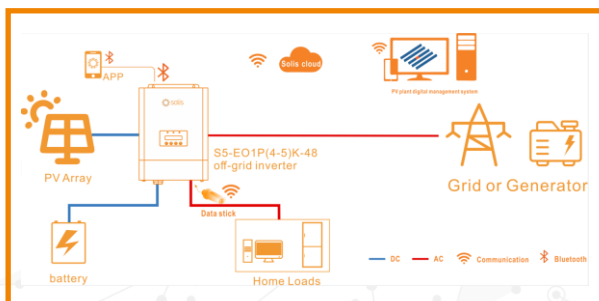 APP
Solis cloud
PV plant digital management system
solis
S5-EO1P(4-5)K-48
off-grid inverter
PV Array
Grid or Generator
Data stick
battery
Home Loads
DC
AC
Communication
Bluetooth